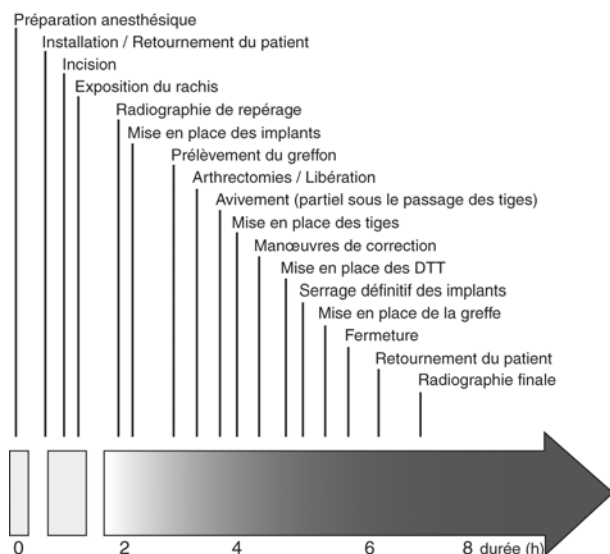 Préparation anesthésique
Installation / Retournement du patient
Incision
Exposition du rachis
Radiographie de repérage
Mise en place des implants
Prélèvement du greffon
Arthrectomies / Libération
Avivement (partiel sous le passage des tiges)
Mise en place des tiges
Manœuvres de correction
Mise en place des DTT
Serrage définitif des implants
Mise en place de la greffe
Fermeture
Retournement du patient
Radiographie finale
0 2 4 6 8 durée (h)